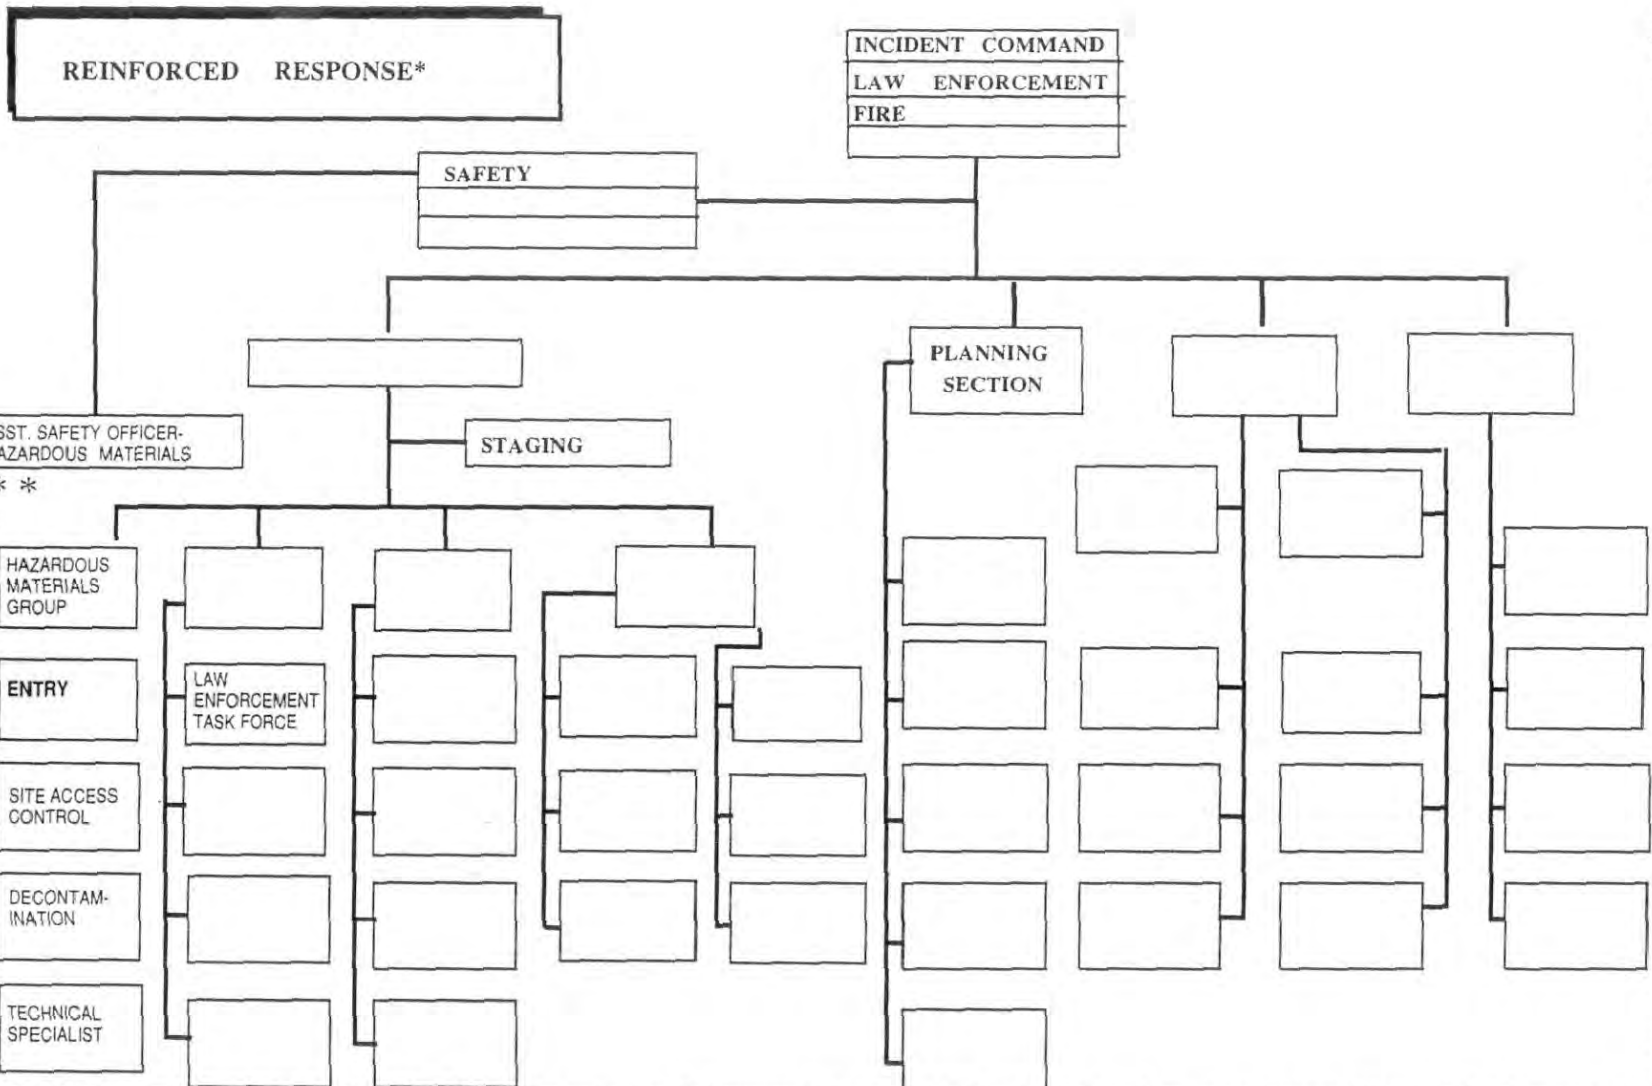 REINFORCED RESPONSE*
INCIDENT COMMAND
LAW ENFORCEMENT
FIRE
SAFETY
PLANNING
SECTION
SST. SAFETY OFFICER-
AZARDOUS MATERIALS
* *
STAGING
HAZARDOUS
MATERIALS
GROUP
ENTRY
LAW
ENFORCEMENT
TASK FORCE
SITE ACCESS
CONTROL
DECONTAM-
INATION
TECHNICAL
SPECIALIST